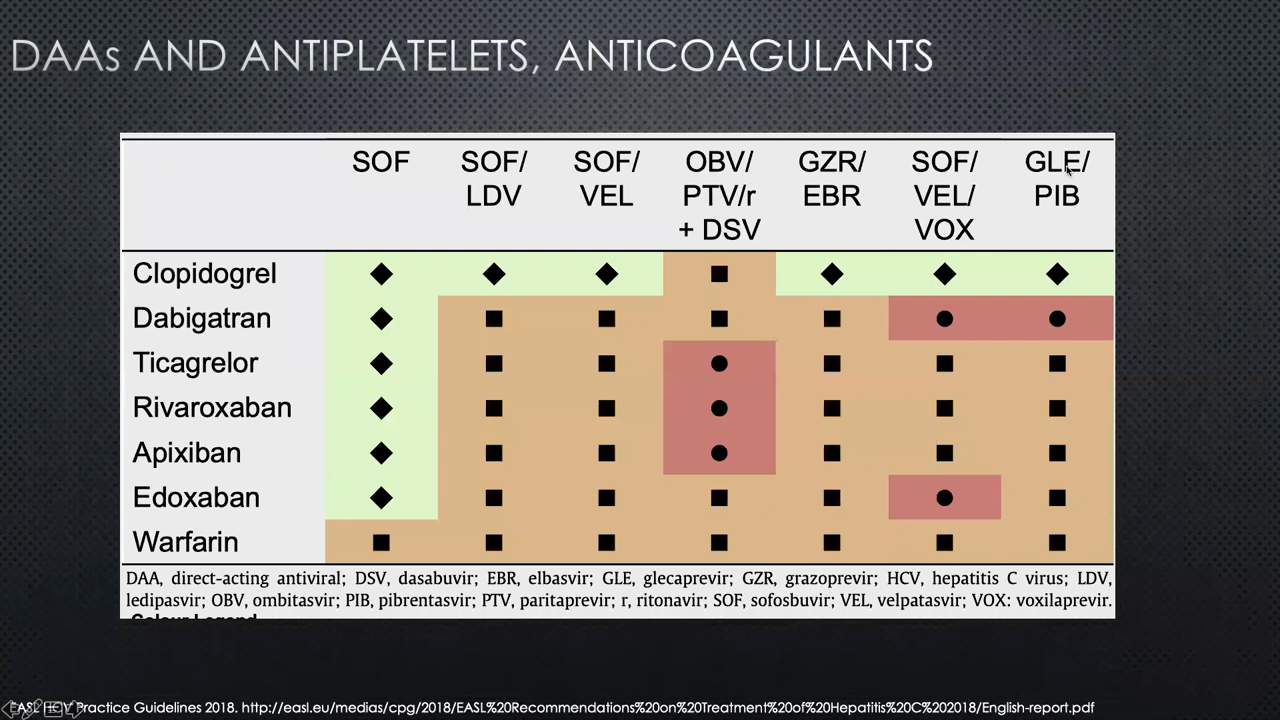 DAAs AND ANTIPLATELETS, ANTICOAGULANTS
SOF SOF/ SOF/ OBV/ GZR/ SOF/ GLE/
LDV VEL PTV/r EBR VEL/ PIB
+ DSV VOX
Clopidogrel
Dabigatran
Ticagrelor
Rivaroxaban
Apixiban
Edoxaban
Warfarin
DAA, direct-acting antiviral; DSV, dasabuvir; EBR, elbasvir; GLE, glecaprevir; GZR, grazoprevir; HCV, hepatitis C virus; LDV,
ledipasvir; OBV, ombitasvir; PIB, pibrentasvir; PTV, paritaprevir; r, ritonavir; SOF, sofosbuvir; VEL, velpatasvir; VOX: voxilaprevir.
Colour Legend
EASL HCV Practice Guidelines 2018. http://easl.eu/medias/cpg/2018/EASL%20Recommendations%20on%20Treatment%20of%20Hepatitis%20C%202018/English-report.pdf